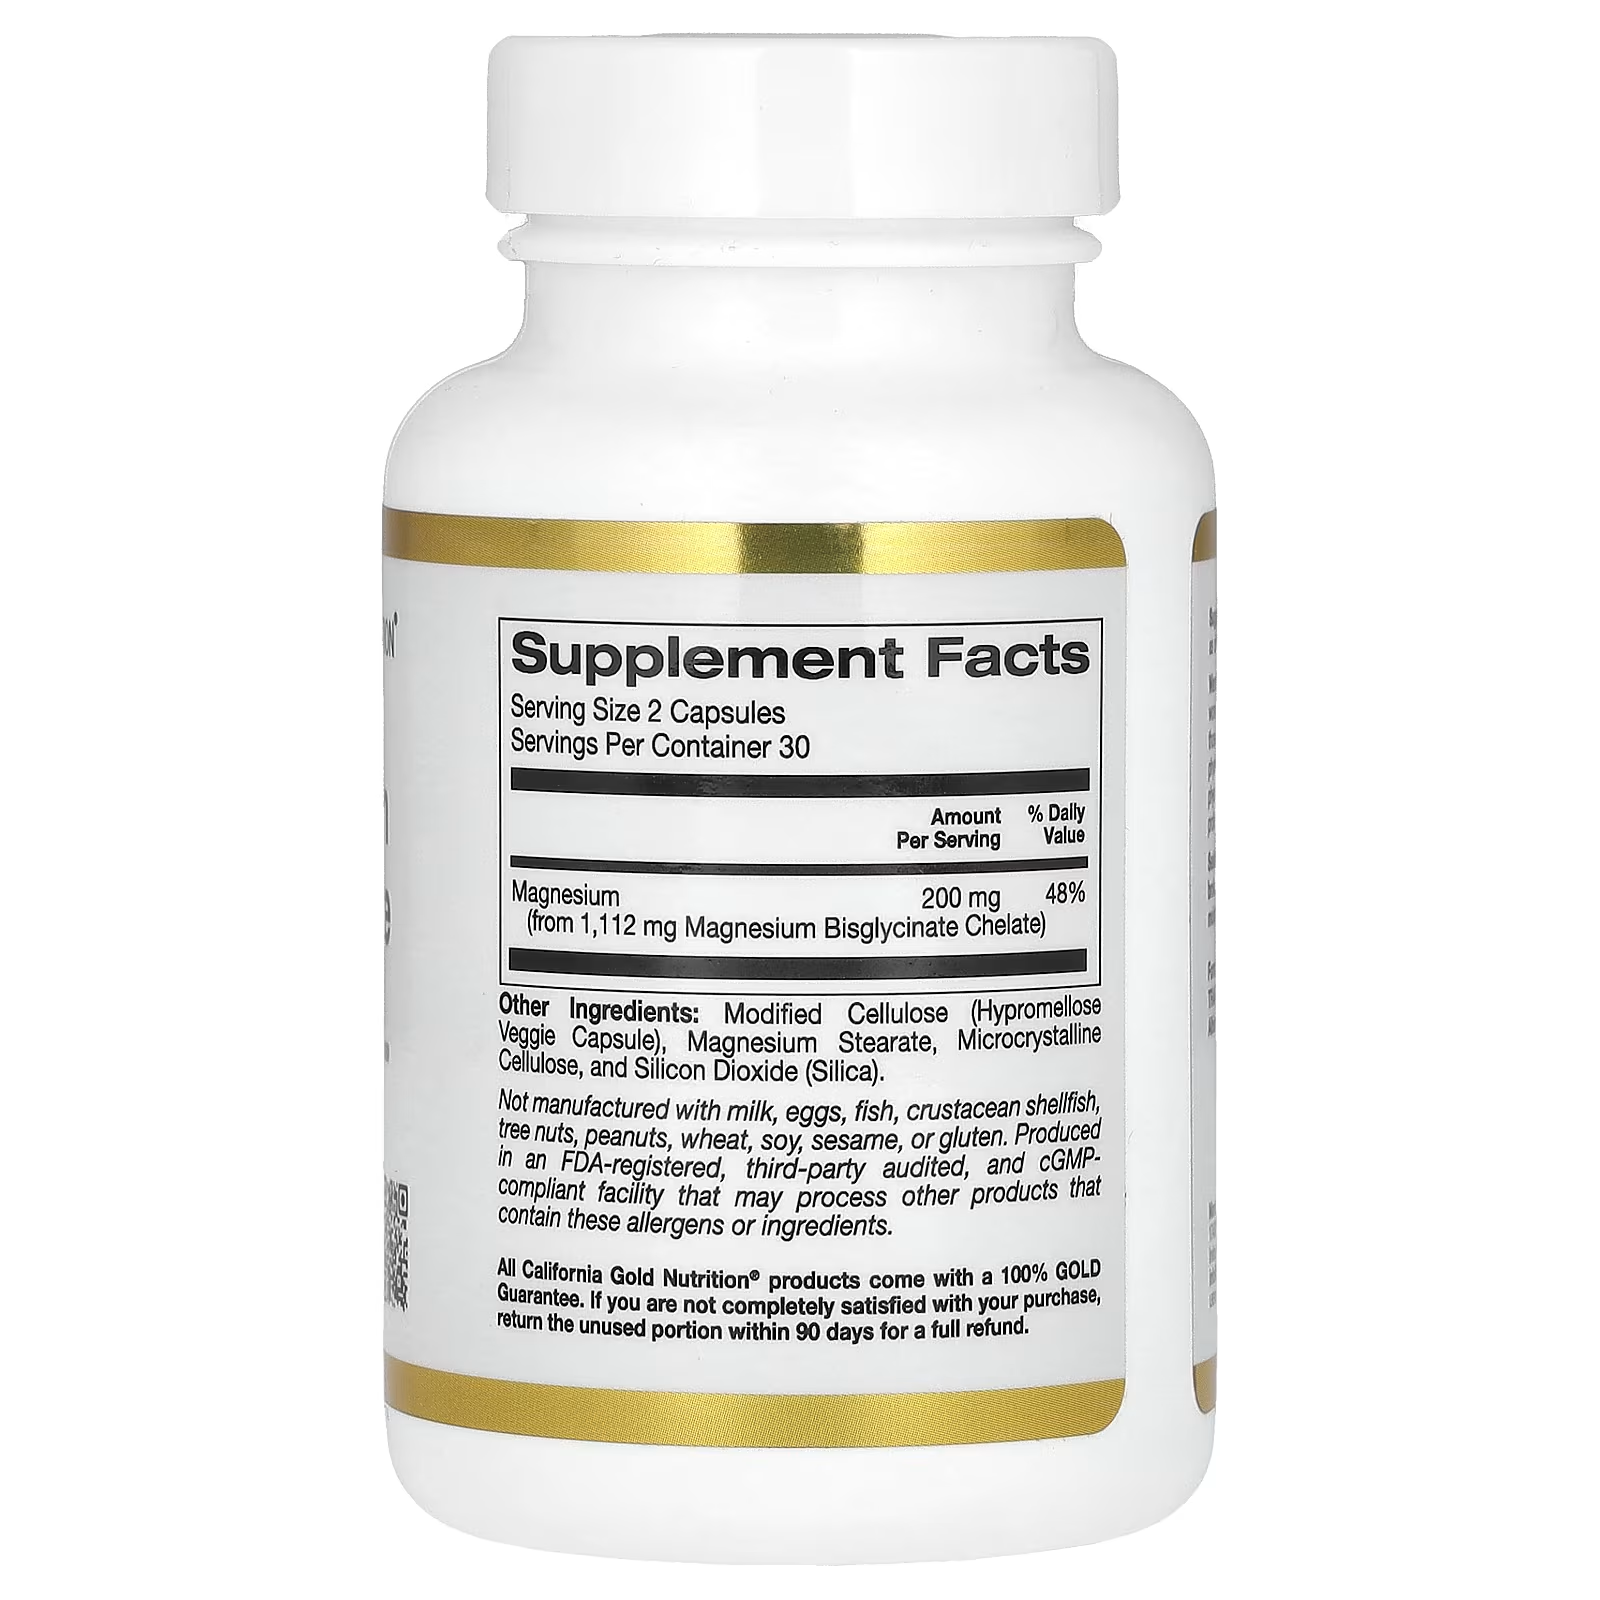 Supplement Facts
Serving Size 2 Capsules
Servings Per Container 30
Amount % Daily
Per Serving Value
Magnesium 200 mg 48%
(from 1,112 mg Magnesium Bisglycinate Chelate)
Other Ingredients: Modified Cellulose (Hypromellose
Veggie Capsule), Magnesium Stearate, Microcrystalline
Cellulose, and Silicon Dioxide (Silica).
Not manufactured with milk, eggs, fish, crustacean shellfish,
tree nuts, peanuts, wheat, soy, sesame, or gluten. Produced
in an FDA-registered, third-party audited, and cGMP-
compliant facility that may process other products that
contain these allergens or ingredients.
All California Gold Nutrition® products come with a 100% GOLD
Guarantee. If you are not completely satisfied with your purchase,
return the unused portion within 90 days for a full refund.